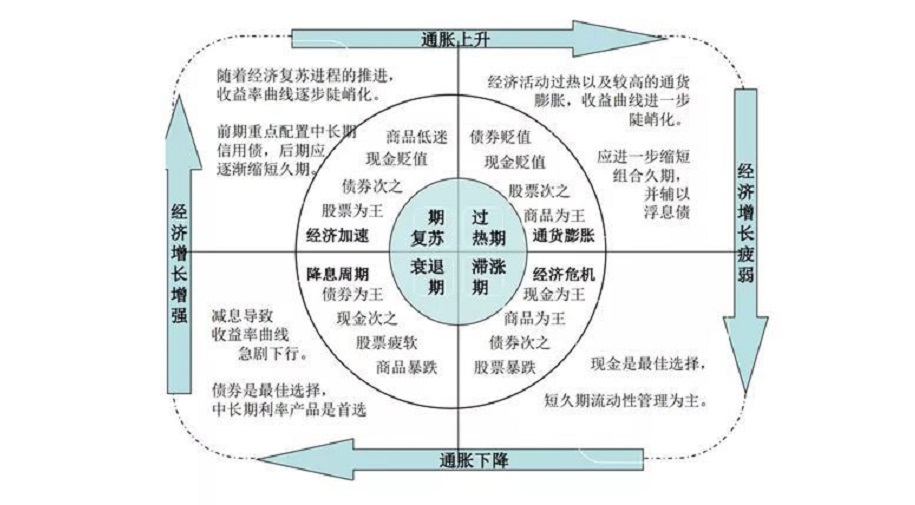 通胀上升
随着经济复苏进程的推进，
收益率曲线逐步陡峭化。
前期重点配置中长期
信用债，后期应
逐渐缩短久期。
经济活动过热以及较高的通货
膨胀，收益曲线进一步
陡峭化。
应进一步缩短
组合久期，
并辅以
浮息债
经济增长增强
经济增长疲弱
商品低迷
现金贬值
债券次之
股票为王
经济加速
债券贬值
现金贬值
股票次之
商品为王
通货膨胀
期
复苏
过
热期
衰退
期
滞涨
期
降息周期
债券为王
现金次之
股票疲软
商品暴跌
经济危机
现金为王
商品为王
债券次之
股票暴跌
减息导致
收益率曲线
急剧下行。
债券是最佳选择，
中长期利率产品是首选
现金是最佳选择，
短久期流动性管理为主。
通胀下降